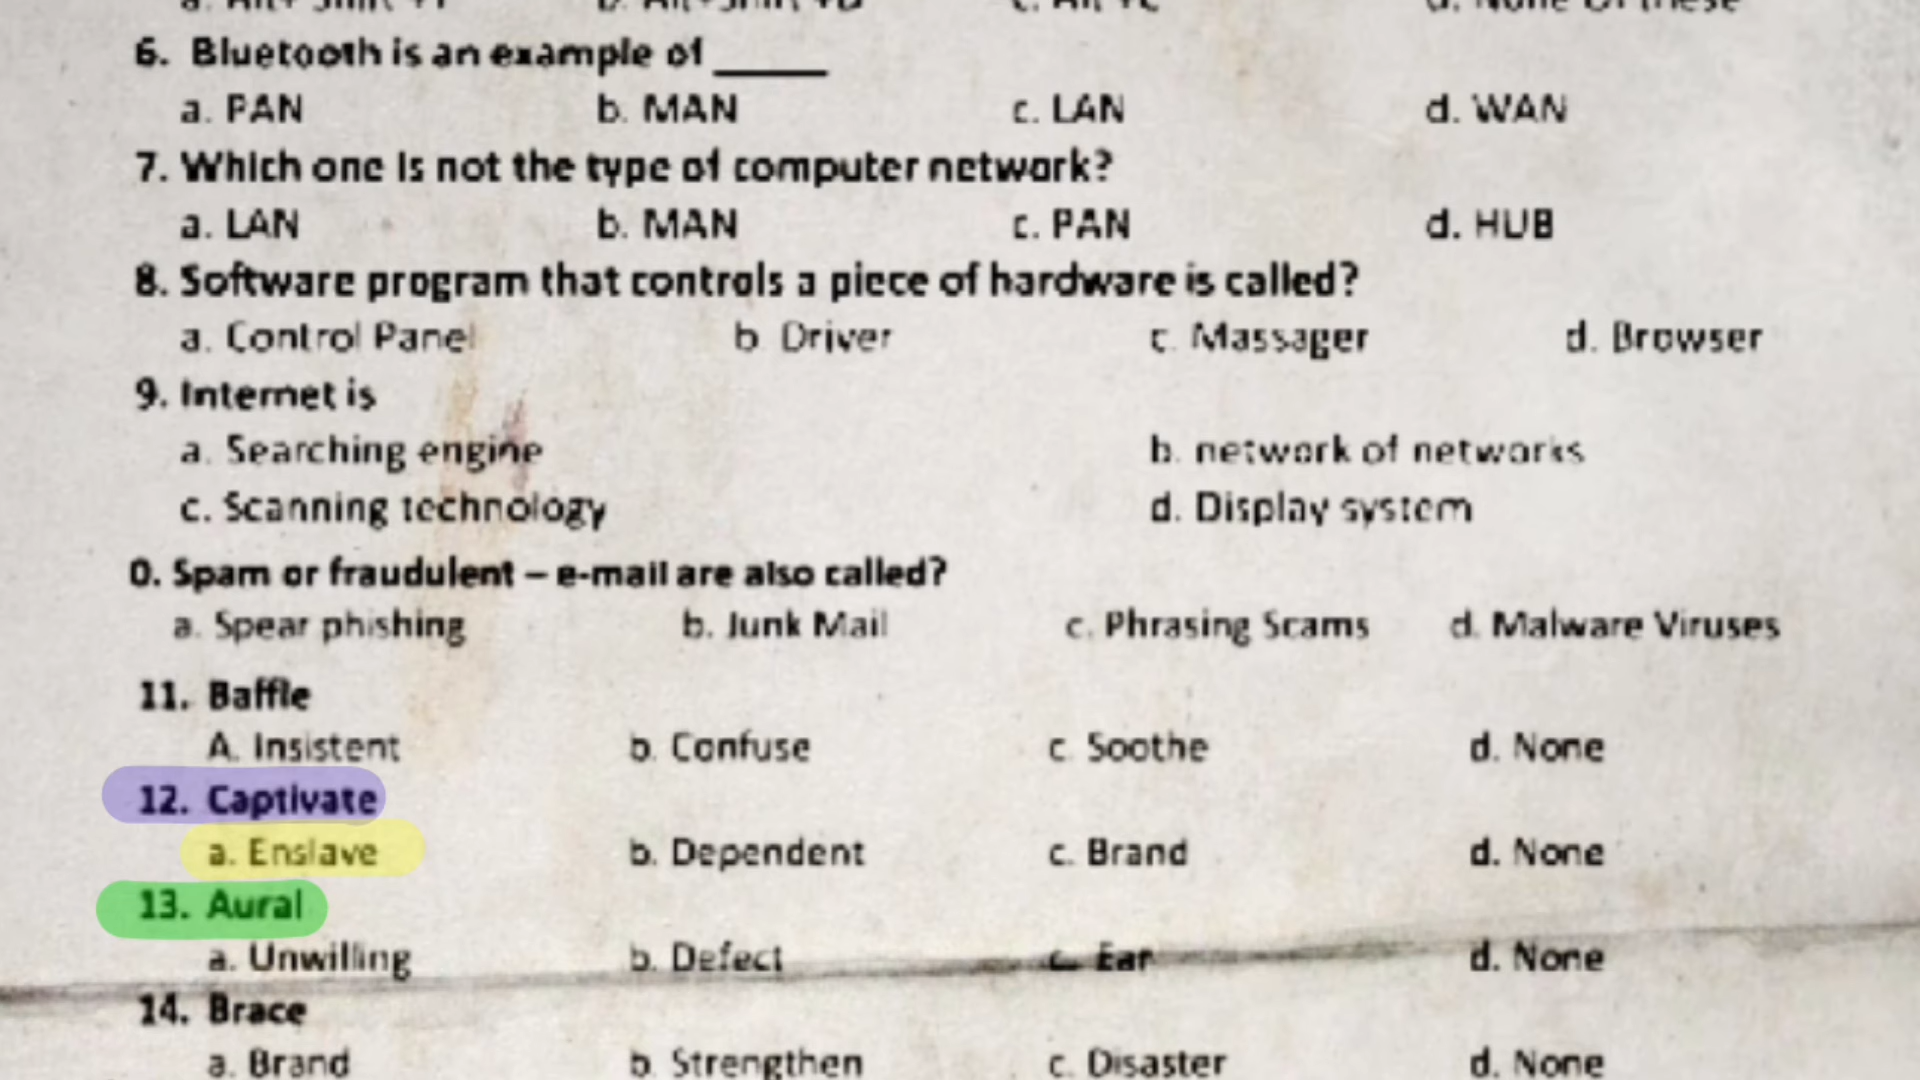 6. Bluetooth is an example of _____
a. PAN b. MAN c. LAN d. WAN
7. Which one is not the type of computer network?
a. LAN b. MAN c. PAN d. HUB
8. Software program that controls a piece of hardware is called?
a. Control Panel b Driver c. Massager d. Browser
9. Internet is
a. Searching engine b. network of networks
c. Scanning technology d. Display system
0. Spam or fraudulent – e-mail are also called?
a. Spear phishing b. Junk Mail c. Phrasing Scams d. Malware Viruses
11. Baffle
A. Insistent b. Confuse c Soothe d. None
12. Captivate
a. Enslave b. Dependent c. Brand d. None
13. Aural
a. Unwilling b. Defect c. Ear d. None
14. Brace
a. Brand b Strengthen c. Disaster d. None